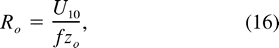 R_o = \frac{U_{10}}{f z_o}, (16)